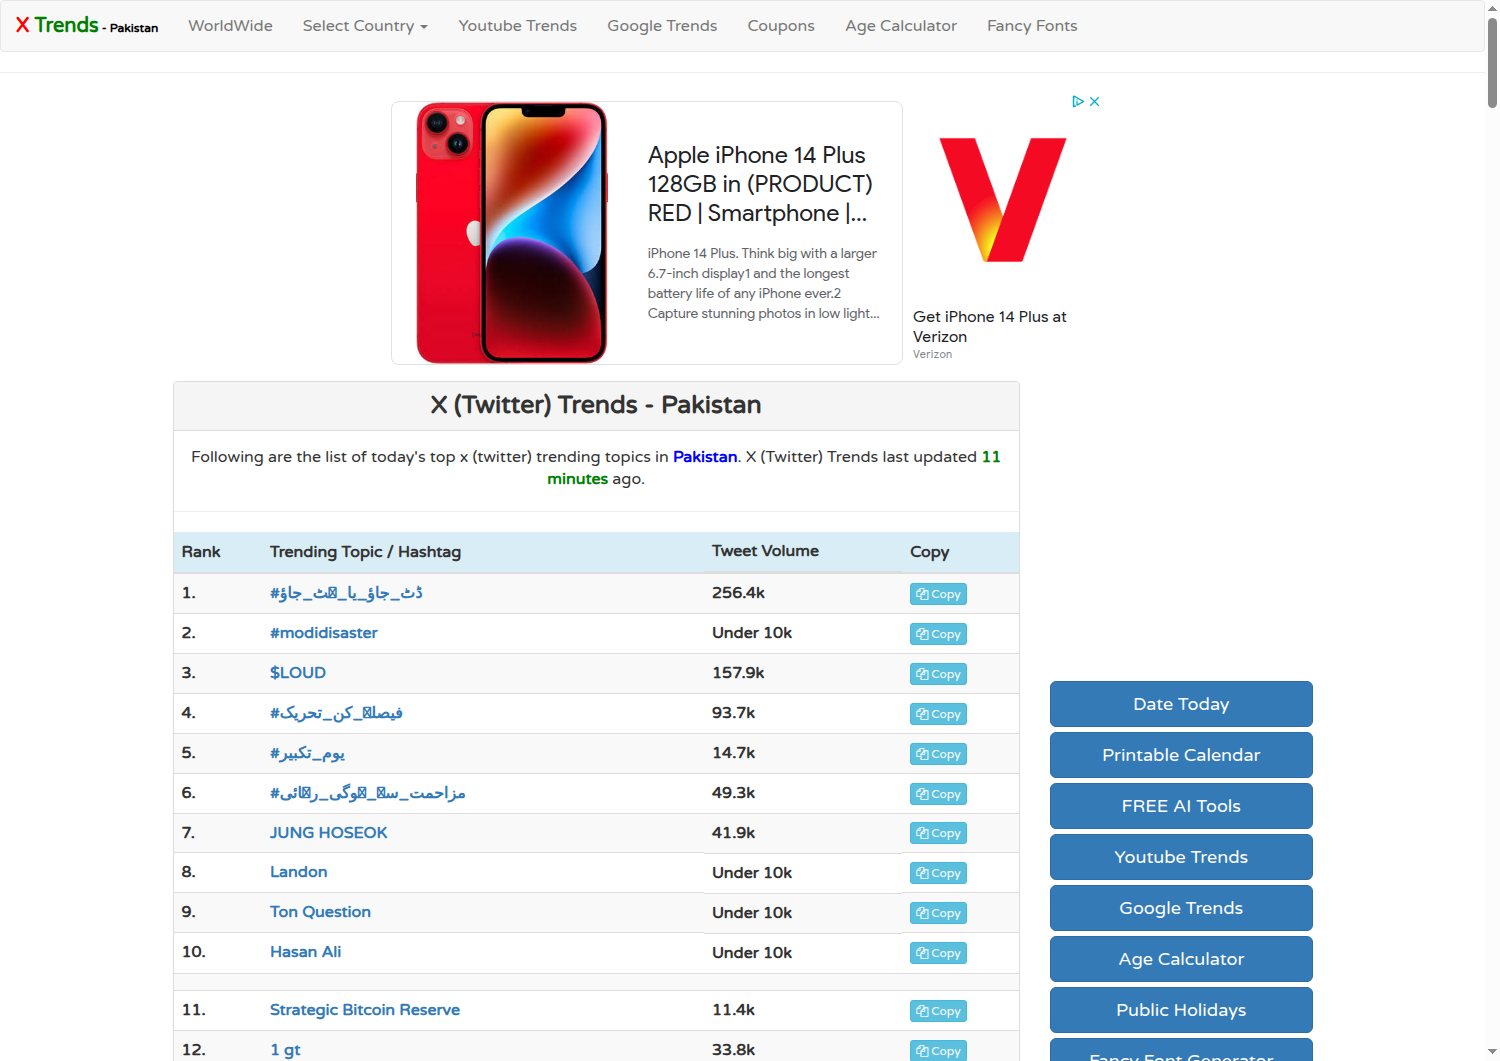 X Trends - Pakistan
WorldWide
Select Country
Youtube Trends
Google Trends
Coupons
Age Calculator
Fancy Fonts
Apple iPhone 14 Plus
128GB in (PRODUCT)
RED | Smartphone |...
iPhone 14 Plus. Think big with a larger
6.7-inch display1 and the longest
battery life of any iPhone ever.2
Capture stunning photos in low light...
Get iPhone 14 Plus at
Verizon
Verizon
X (Twitter) Trends - Pakistan
Following are the list of today's top x (twitter) trending topics in Pakistan. X (Twitter) Trends last updated 11
minutes ago.
Rank Trending Topic / Hashtag Tweet Volume Copy
1. #ڈٹ_جاؤ_یا_ 256.4k Copy
2. #modidisaster Under 10k Copy
3. $LOUD 157.9k Copy
4. #کن_تحریک 93.7k Copy
5. #یوم_تکبیر 14.7k Copy
6. #مزاحمت_ 49.3k Copy
7. JUNG HOSEOK 41.9k Copy
8. Landon Under 10k Copy
9. Ton Question Under 10k Copy
10. Hasan Ali Under 10k Copy
11. Strategic Bitcoin Reserve 11.4k Copy
12. 1 gt 33.8k Copy
Date Today
Printable Calendar
FREE AI Tools
Youtube Trends
Google Trends
Age Calculator
Public Holidays
Fancy Font Generator